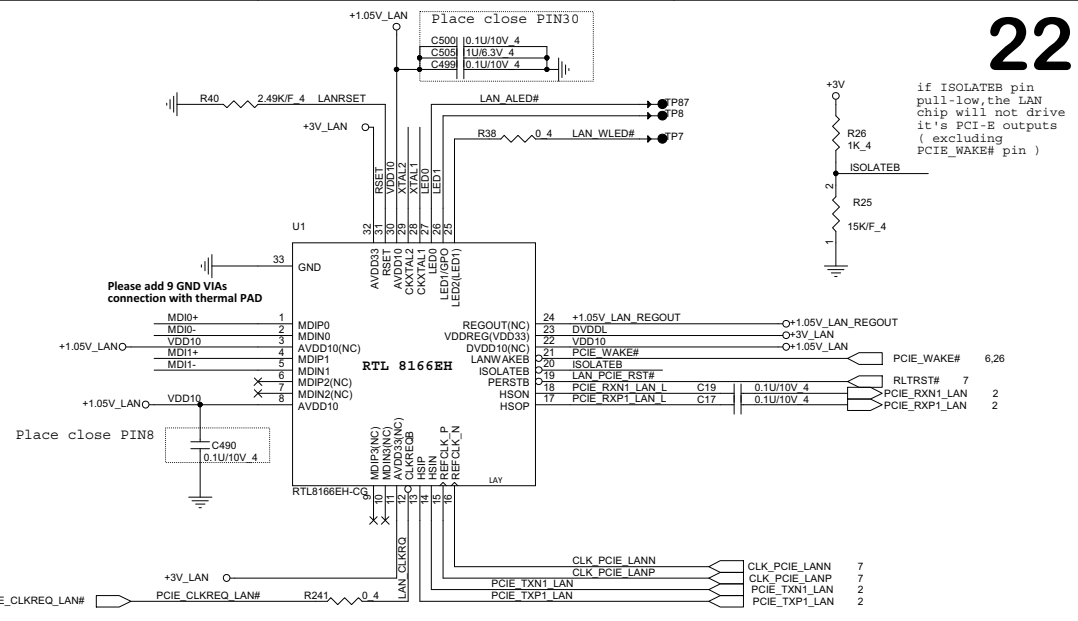 22
+1.05V_LAN
Place close PIN30
C500 0.1U/10V_4
C505 1U/6.3V_4
C499 0.1U/10V_4
R40 2.49K/F_4 LANRSET
LAN_ALED#
TP87
TP8
+3V_LAN
R38 0_4 LAN_WLED#
TP7
+3V
if ISOLATEB pin
pull-low,the LAN
chip will not drive
it's PCI-E outputs
( excluding
PCIE_WAKE# pin )
R26
1K_4
ISOLATEB
2
R25
15K/F_4
1
RSET
VDD10
XTAL2
XTAL1
LED0
LED1
U1
32
31
30
29
28
27
26
25
AVDD33
RSET
AVDD10
CKXTAL2
CKXTAL1
LED0
LED1/GPO
LED2(LED1)
33 GND
Please add 9 GND VIAs
connection with thermal PAD
MDI0+ 1 MDIP0
MDI0- 2 MDIN0
+1.05V_LAN VDD10 3 AVDD10(NC)
MDI1+ 4 MDIP1
MDI1- 5 MDIN1
6 MDIP2(NC)
7 MDIN2(NC)
+1.05V_LAN VDD10 8 AVDD10
RTL 8166EH
REGOUT(NC) 24 +1.05V_LAN_REGOUT +1.05V_LAN_REGOUT
VDDREG(VDD33) 23 DVDDL +3V_LAN
DVDD10(NC) 22 VDD10 +1.05V_LAN
LANWAKEB 21 PCIE_WAKE# PCIE_WAKE# 6,26
ISOLATEB 20 ISOLATEB
PERSTB 19 LAN_PCIE_RST# RLTRST# 7
HSON 18 PCIE_RXN1_LAN_L C19 0.1U/10V_4 PCIE_RXN1_LAN 2
HSOP 17 PCIE_RXP1_LAN_L C17 0.1U/10V_4 PCIE_RXP1_LAN 2
Place close PIN8
C490
0.1U/10V_4
MDIP3(NC)
MDIN3(NC)
AVDD33(NC)
CLKREQB
HSIP
HSIN
REFCLK_P
REFCLK_N
LAY
RTL8166EH-CG
9
10
11
12
13
14
15
16
LAN_CLKRQ
CLK_PCIE_LANN CLK_PCIE_LANN 7
CLK_PCIE_LANP CLK_PCIE_LANP 7
+3V_LAN
PCIE_TXN1_LAN PCIE_TXN1_LAN 2
E_CLKREQ_LAN# PCIE_CLKREQ_LAN# R241 0_4
PCIE_TXP1_LAN PCIE_TXP1_LAN 2